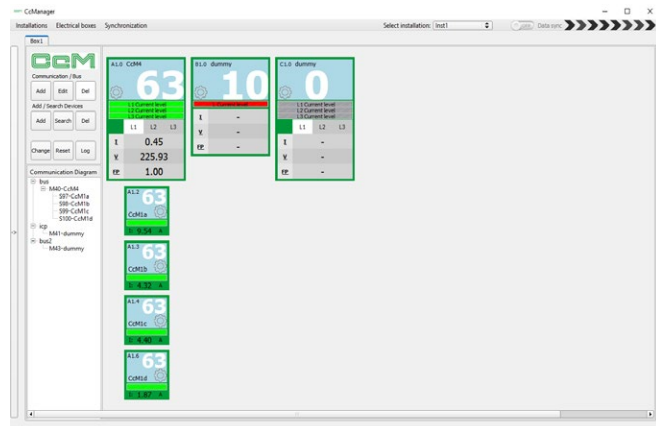 CcManager
Installations Electrical boxes Synchronization
Select installation: Inst1
Data sync
Box1
CcM
Communication / Bus
Add Edit Del
Add / Search Devices
Add Search Del
Change Reset Log
Communication Diagram
bus
M40-CcM4
S97-CcM1a
S98-CcM1b
S99-CcM1c
S100-CcM1d
icp
M41-dummy
bus2
M43-dummy
A1.0 CcM4
63
L1 Current level
L2 Current level
L3 Current level
L1 L2 L3
I 0.45
V 225.93
FP 1.00
B1.0 dummy
10
I -
V -
FP -
C1.0 dummy
0
L1 Current level
L2 Current level
L3 Current level
L1 L2 L3
I -
V -
FP -
A1.2
63
CcM1a
I: 6.54 A
A1.3
63
CcM1b
I: 4.32 A
A1.4
63
CcM1c
I: 4.40 A
A1.6
63
CcM1d
I: 1.87 A